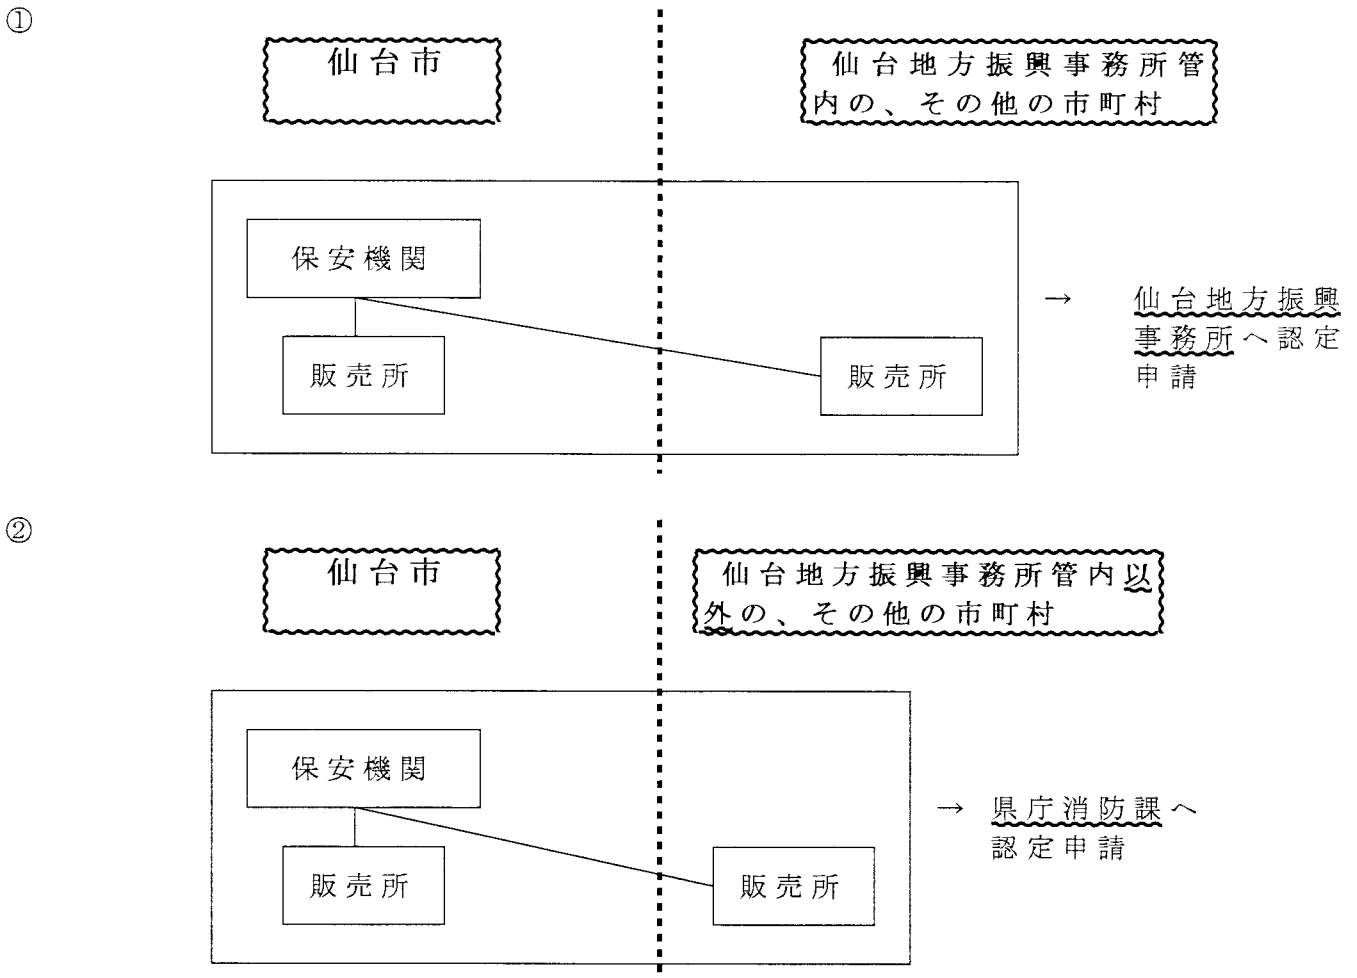 ①
仙台市
仙台地方振興事務所管
内の、その他の市町村
保安機関
販売所
販売所
→
仙台地方振興
事務所へ認定
申請
②
仙台市
仙台地方振興事務所管内以
外の、その他の市町村
保安機関
販売所
販売所
→
県庁消防課へ
認定申請